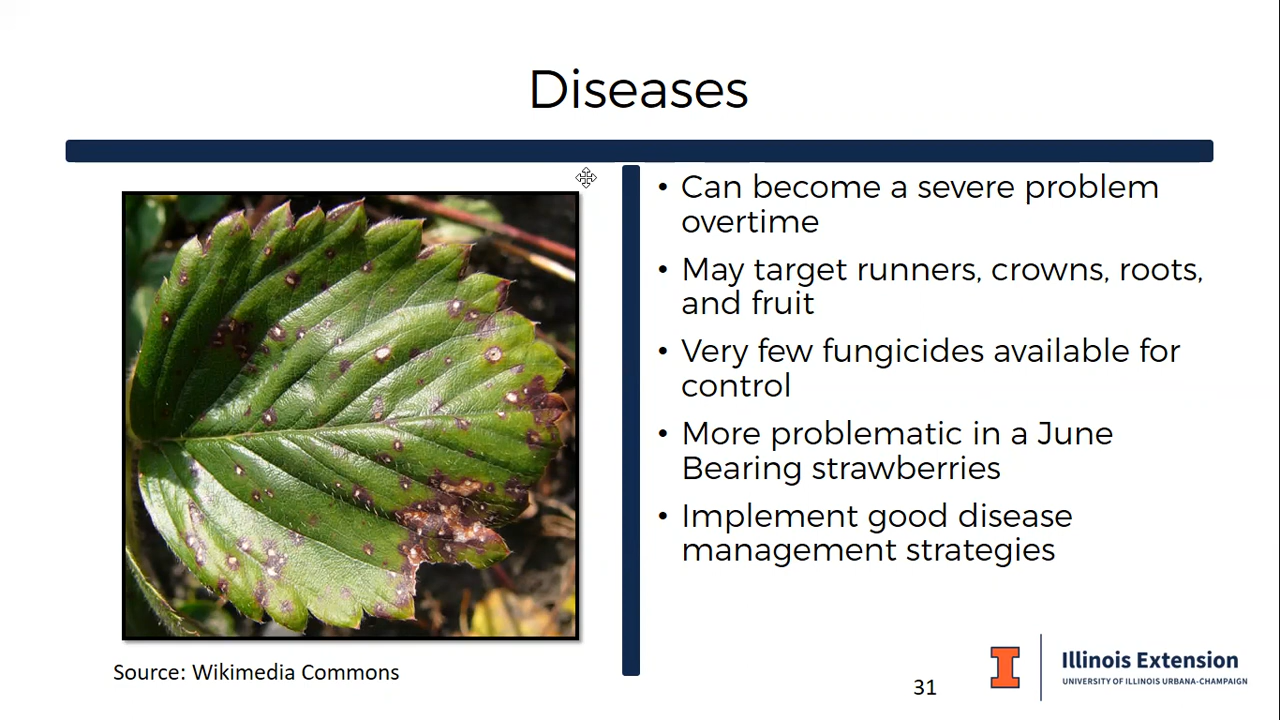 Diseases
• Can become a severe problem
overtime
• May target runners, crowns, roots,
and fruit
• Very few fungicides available for
control
• More problematic in a June
Bearing strawberries
• Implement good disease
management strategies
Source: Wikimedia Commons
31
I
Illinois Extension
UNIVERSITY OF ILLINOIS URBANA-CHAMPAIGN